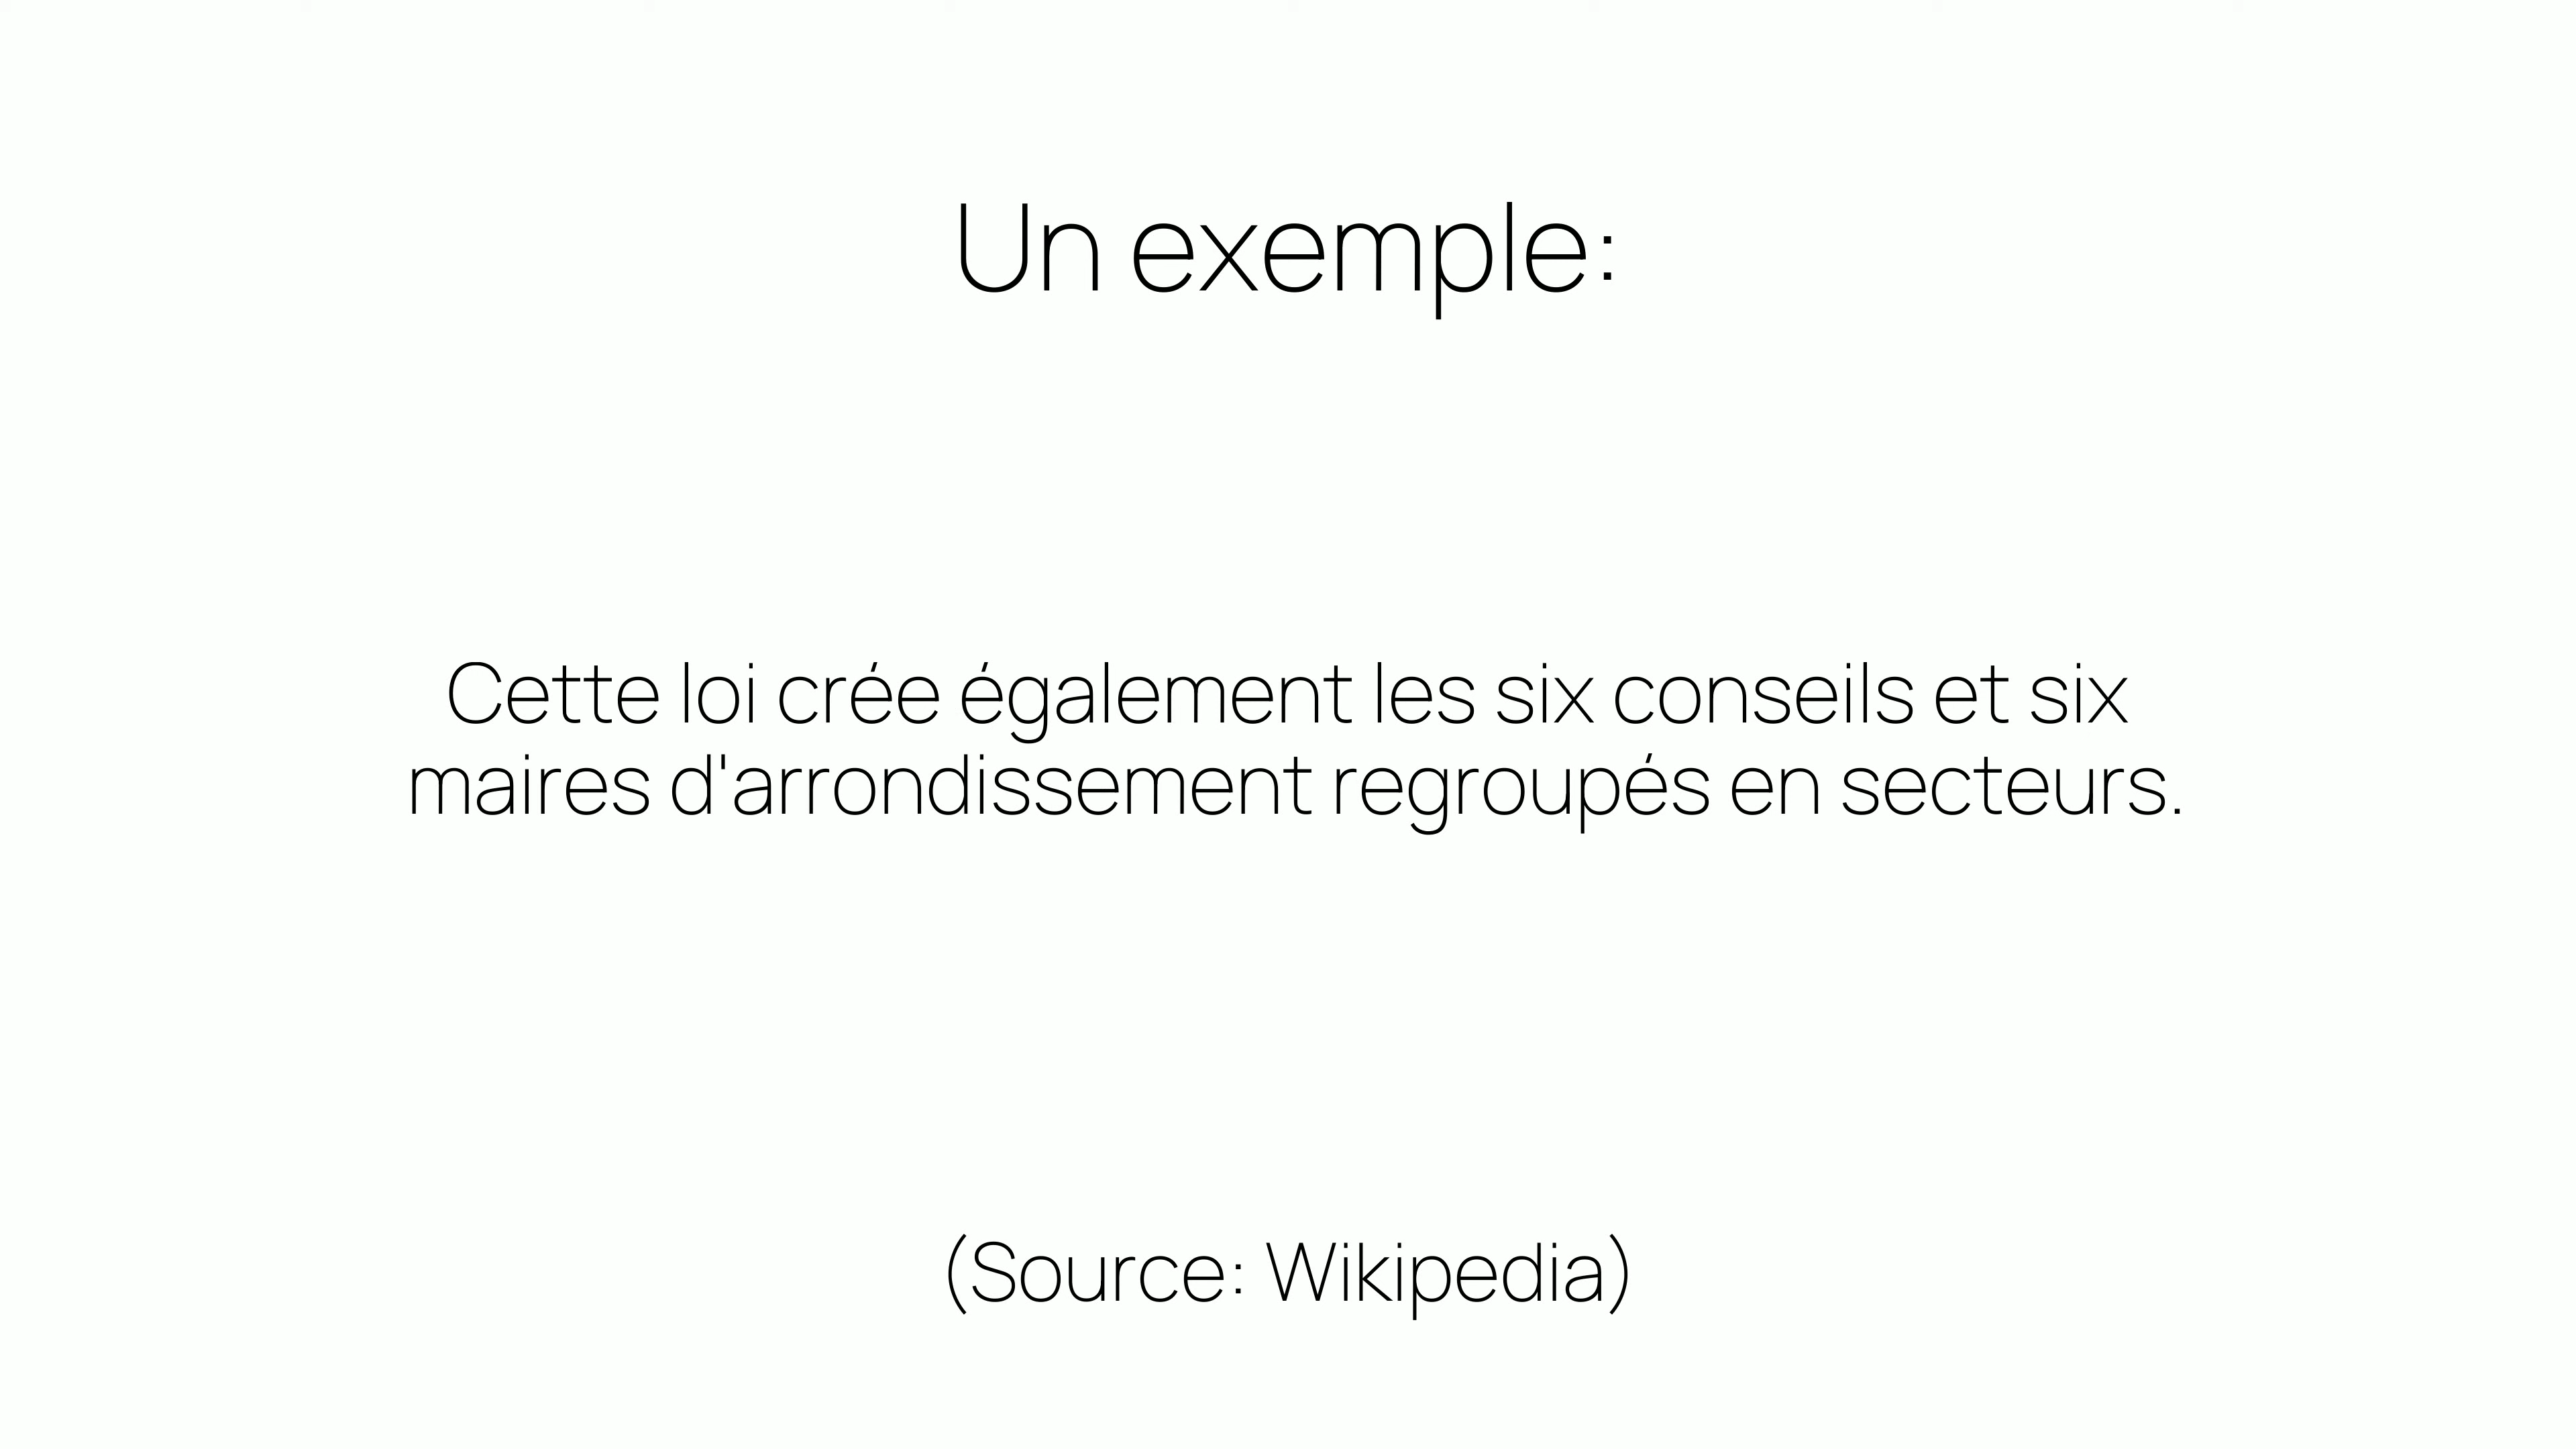 Un exemple:
Cette loi crée également les six conseils et six
maires d'arrondissement regroupés en secteurs.
(Source: Wikipedia)